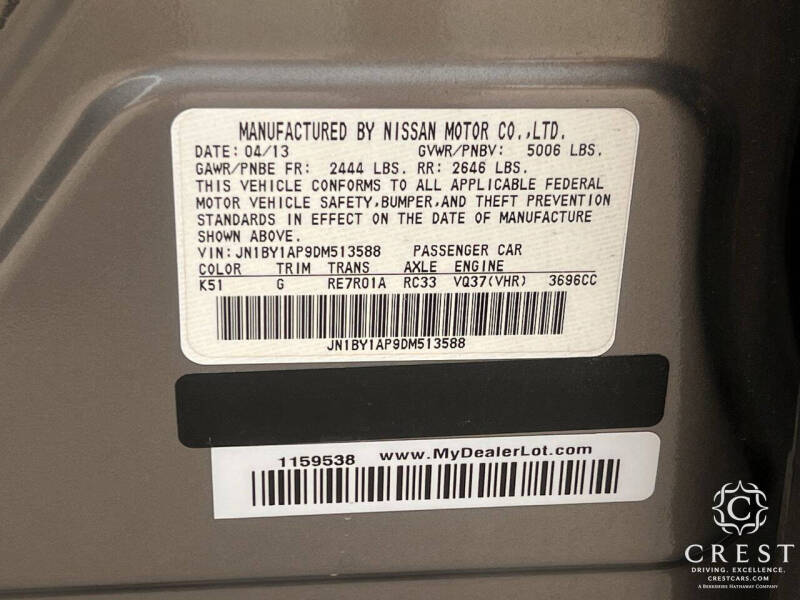 MANUFACTURED BY NISSAN MOTOR CO.,LTD.
DATE: 04/13 GVWR/PNBV: 5006 LBS.
GAWR/PNBE FR: 2444 LBS. RR: 2646 LBS.
THIS VEHICLE CONFORMS TO ALL APPLICABLE FEDERAL
MOTOR VEHICLE SAFETY, BUMPER, AND THEFT PREVENTION
STANDARDS IN EFFECT ON THE DATE OF MANUFACTURE
SHOWN ABOVE.
VIN: JN1BY1AP9DM513588 PASSENGER CAR
COLOR TRIM TRANS AXLE ENGINE
K51 G RE7R01A RC33 VQ37(VHR) 3696CC
JN1BY1AP9DM513588
1159538 www.MyDealerLot.com
C
CREST
DRIVING. EXCELLENCE.
CRESTCARS.COM
A BERKSHIRE HATHAWAY COMPANY